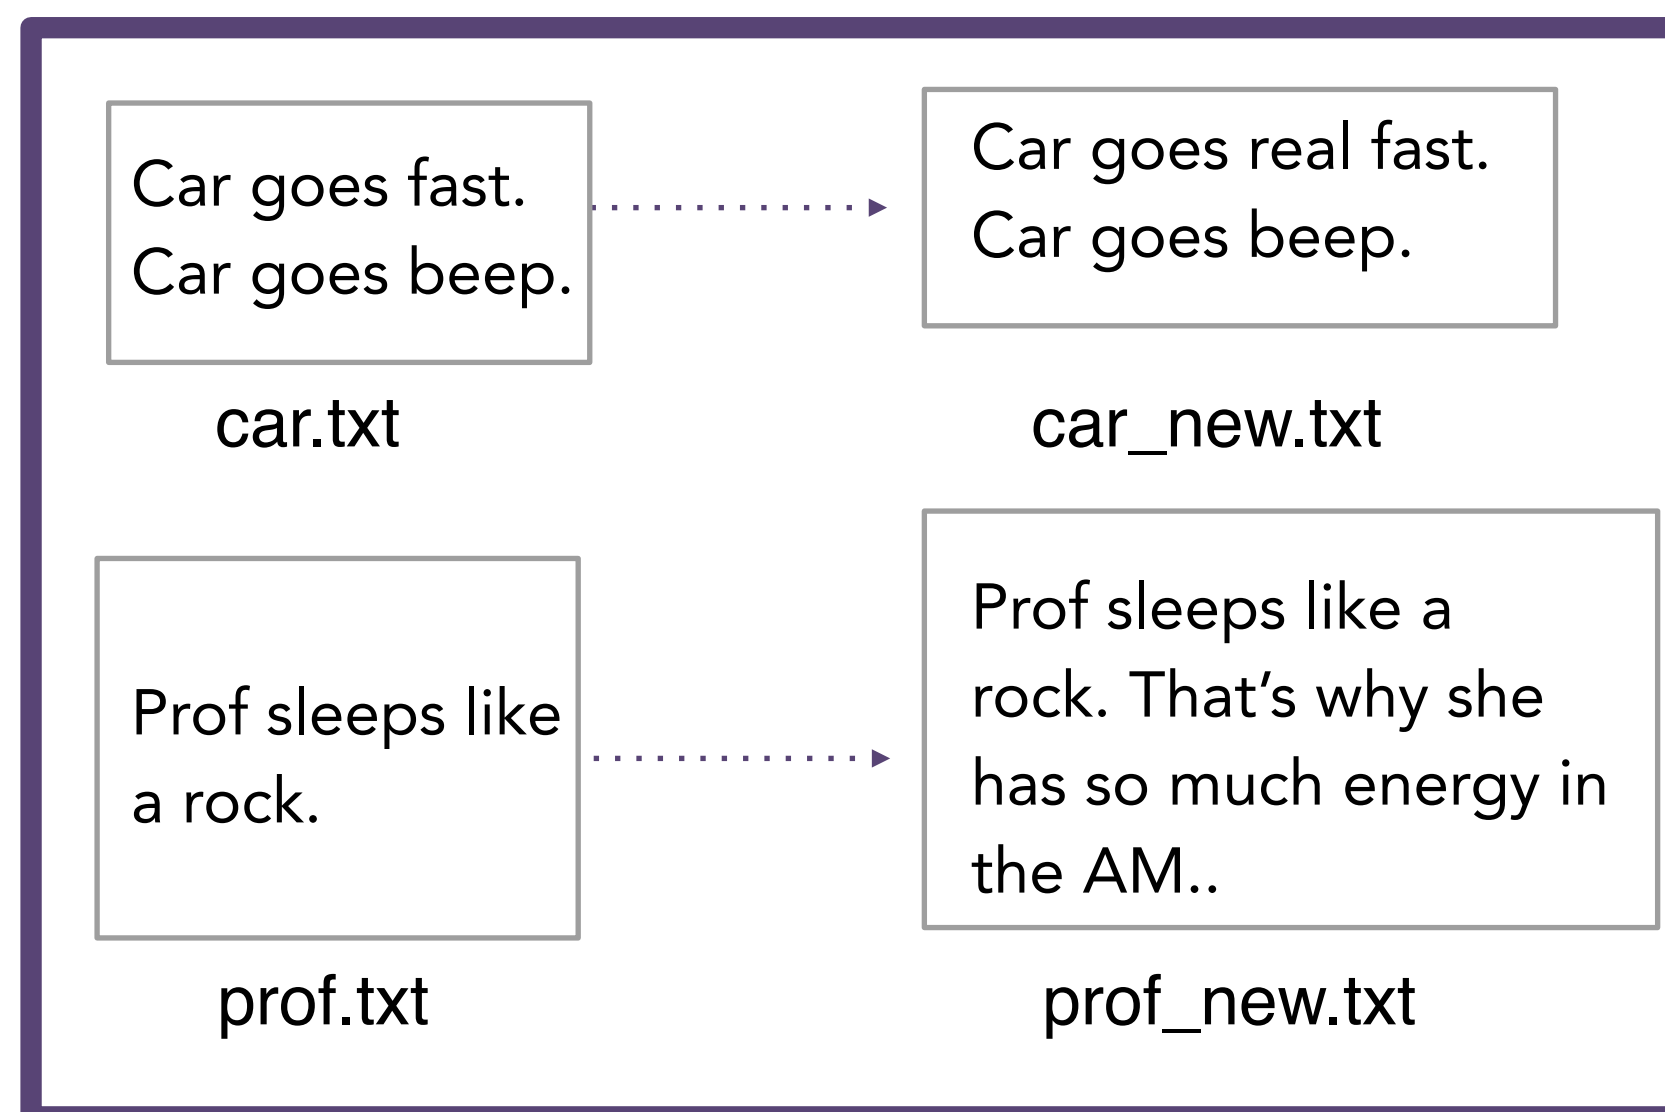 Car goes fast.
Car goes beep.
car.txt
Car goes real fast.
Car goes beep.
car_new.txt
Prof sleeps like
a rock.
prof.txt
Prof sleeps like a
rock. That’s why she
has so much energy in
the AM..
prof_new.txt